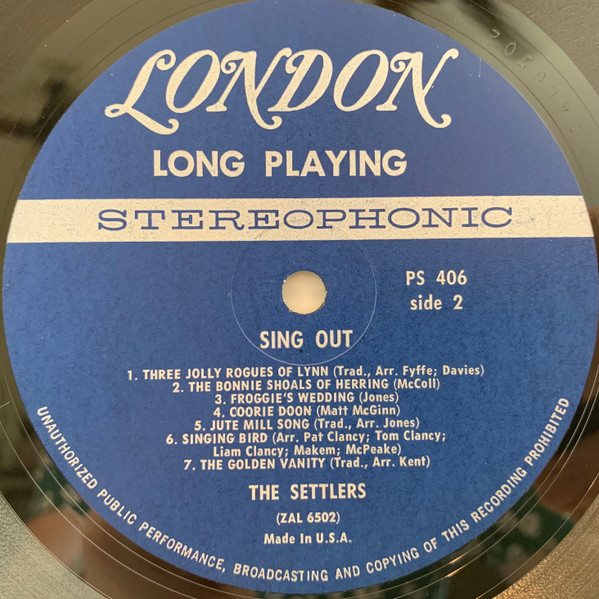 LONDON
LONG PLAYING
STEREOPHONIC
PS 406
side 2
SING OUT
1. THREE JOLLY ROGUES OF LYNN (Trad., Arr. Fyffe; Davies)
2. THE BONNIE SHOALS OF HERRING (McColl)
3. FROGGIE'S WEDDING (Jones)
4. COORIE DOON (Matt McGinn)
5. JUTE MILL SONG (Trad., Arr. Jones)
6. SINGING BIRD (Arr. Pat Clancy; Tom Clancy;
Liam Clancy; Makem; McPeake)
7. THE GOLDEN VANITY (Trad., Arr. Kent)
THE SETTLERS
(ZAL 6502)
Made In U.S.A.
UNAUTHORIZED PUBLIC PERFORMANCE, BROADCASTING AND COPYING OF THIS RECORDING PROHIBITED